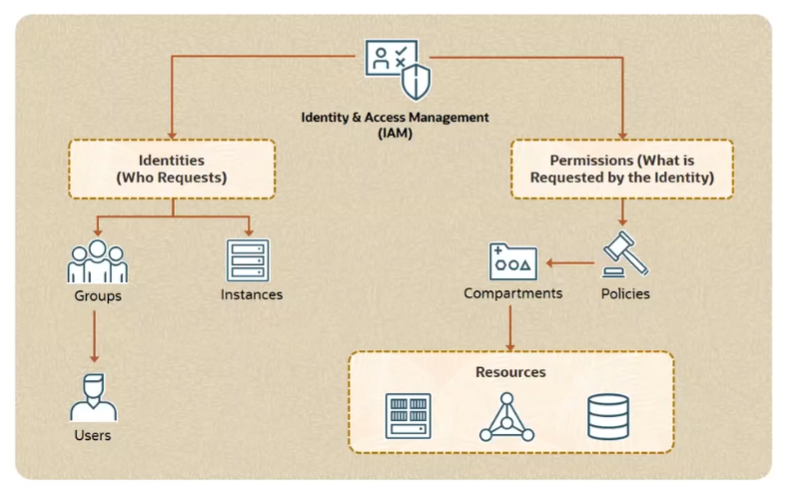 Identity & Access Management
(IAM)
Identities
(Who Requests)
Permissions (What is
Requested by the Identity)
Groups
Instances
Compartments
Policies
Users
Resources